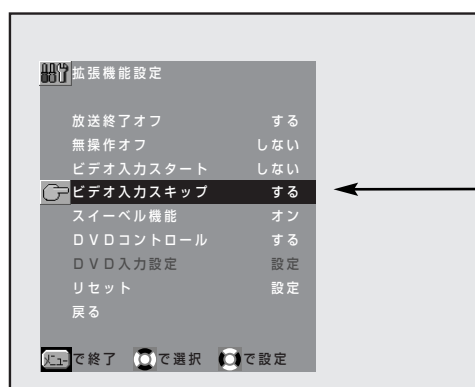 拡張機能設定
放送終了オフ する
無操作オフ しない
ビデオ入力スタート しない
ビデオ入力スキップ する
スイーベル機能 オン
DVDコントロール する
DVD入力設定 設定
リセット 設定
戻る
メニューで終了 で選択 で設定